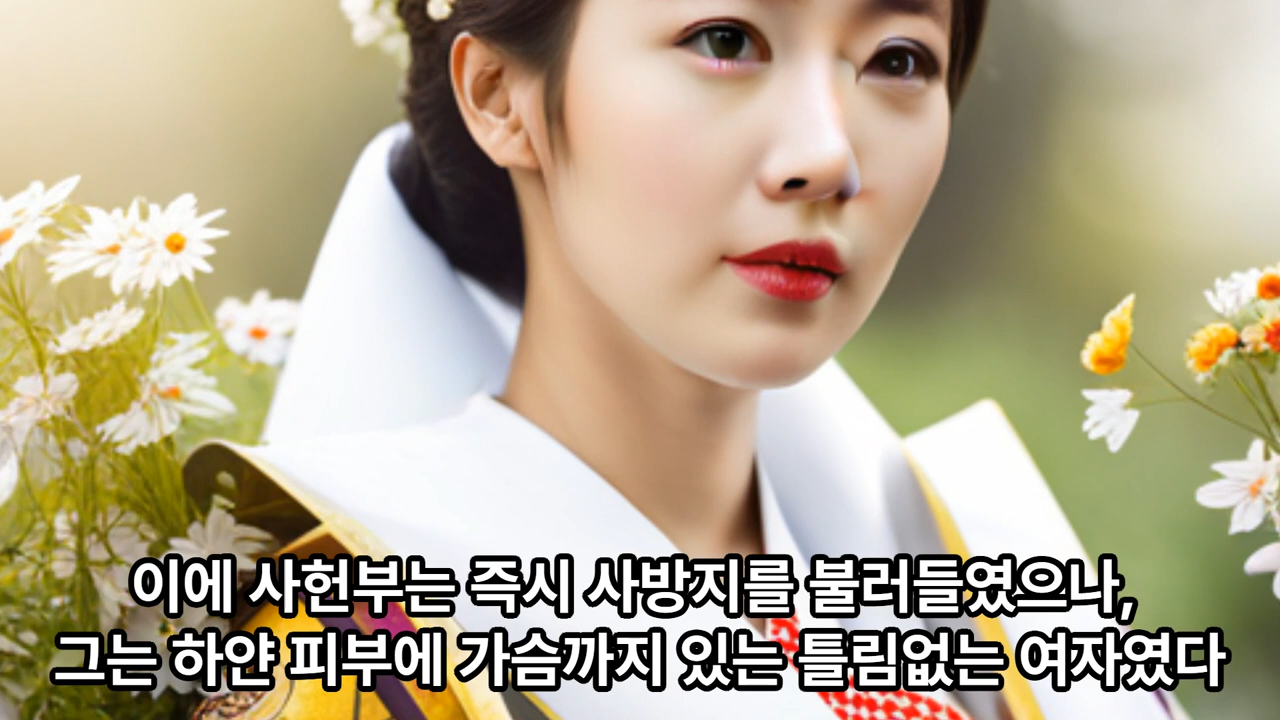 이에 사헌부는 즉시 사방지를 불러들였으나,
그는 하얀 피부에 가슴까지 있는 틀림없는 여자였다